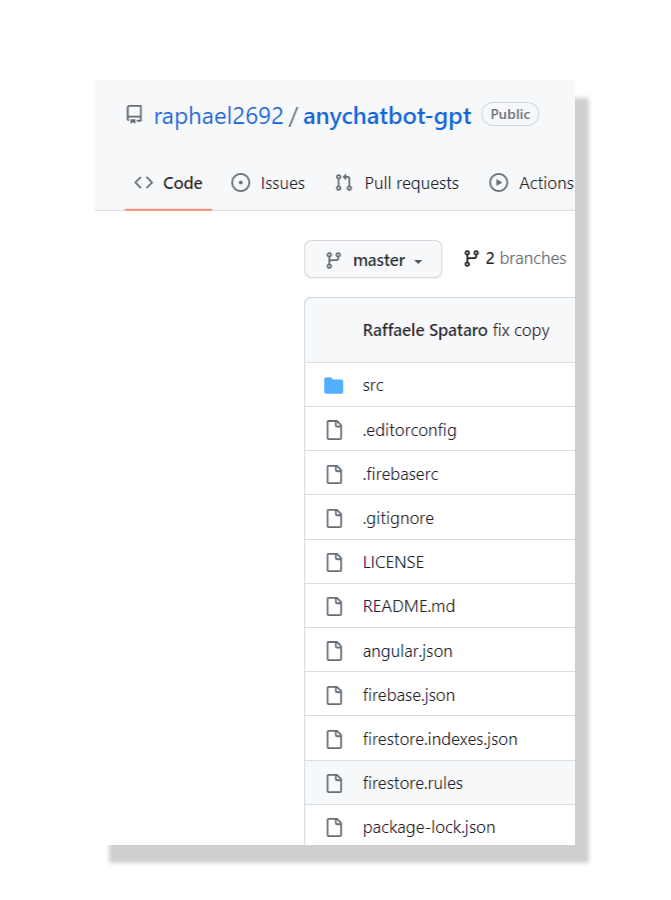 raphael2692 / anychatbot-gpt Public
Code Issues Pull requests Actions
master 2 branches
Raffaele Spataro fix copy
src
.editorconfig
.firebaserc
.gitignore
LICENSE
README.md
angular.json
firebase.json
firestore.indexes.json
firestore.rules
package-lock.json